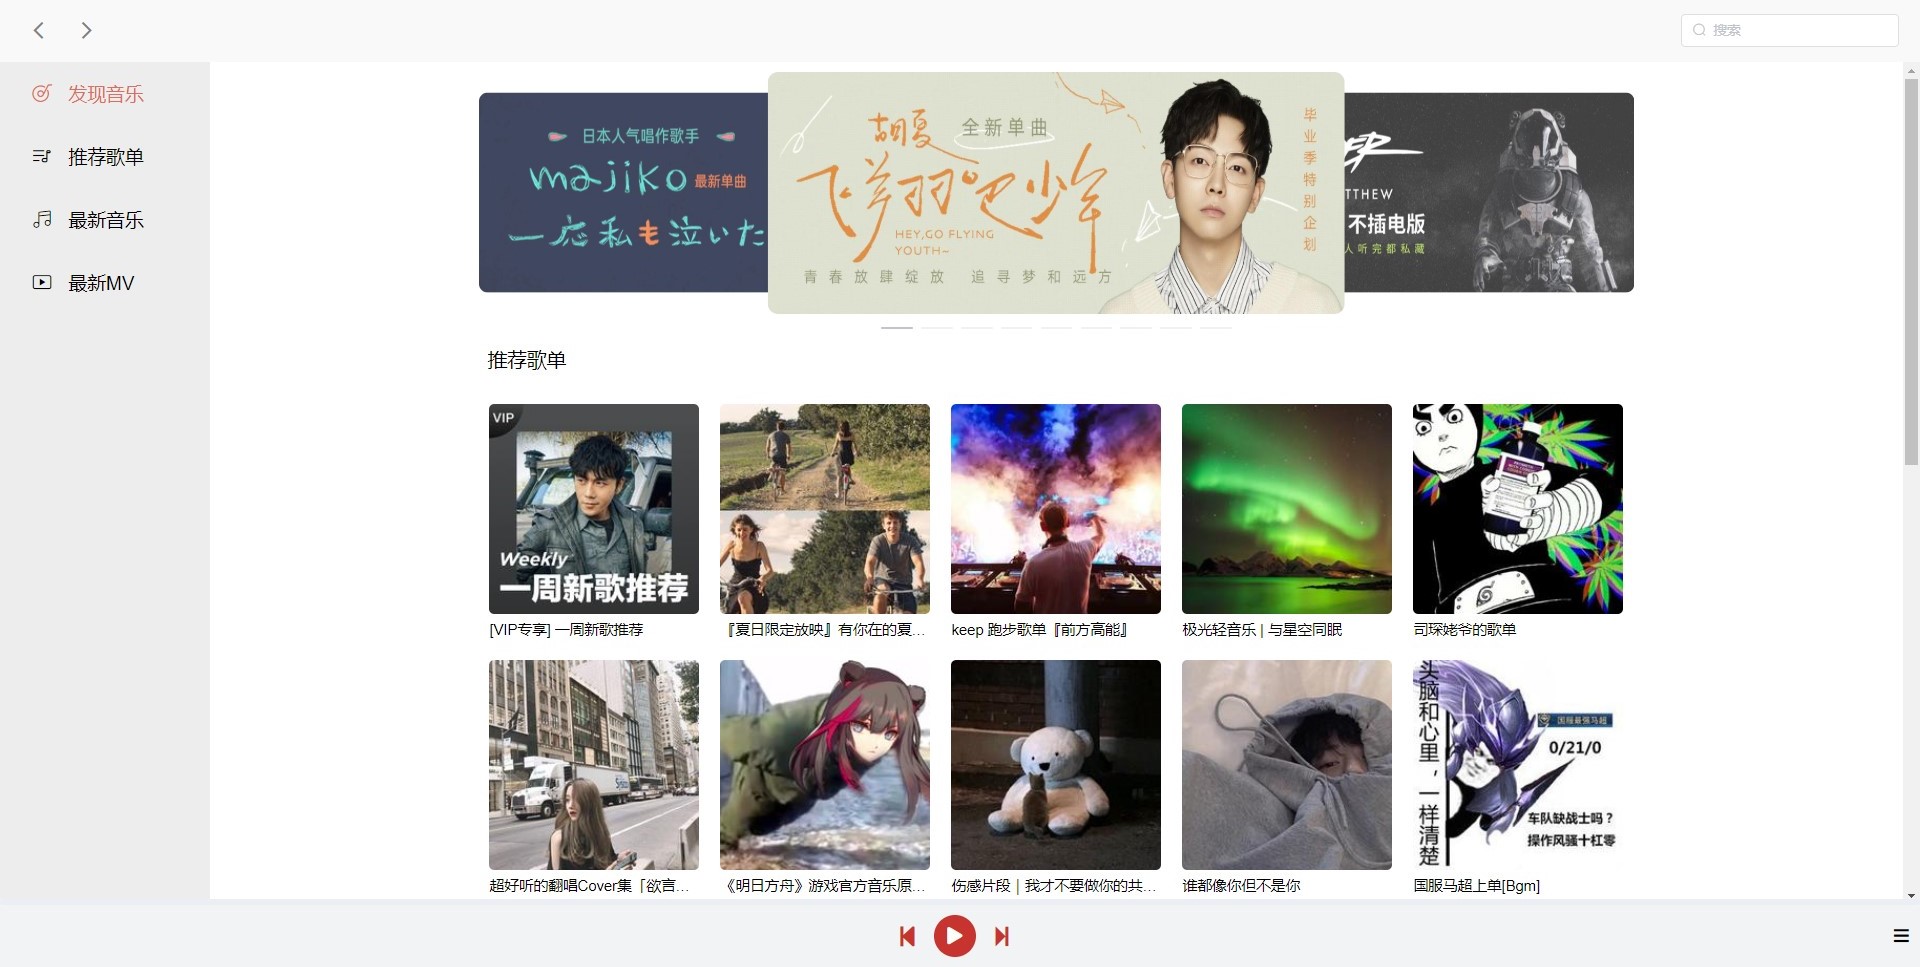 搜索
发现音乐
推荐歌单
最新音乐
最新MV
日本人气唱作歌手
majiko 最新单曲
一応私も泣いた
胡夏 全新单曲
飞翔吧少年
HEY,GO FLYING
YOUTH~
青春放肆绽放 追寻梦和远方
毕业季特别企划
TTHEW
不插电版
人听完都私藏
推荐歌单
VIP
Weekly
一周新歌推荐
[VIP专享] 一周新歌推荐
『夏日限定放映』有你在的夏...
keep 跑步歌单『前方高能』
极光轻音乐 | 与星空同眠
司琛姥爷的歌单
头脑和心里，一样清楚
国服最强马超
0/21/0
车队缺战士吗？
操作风骚十杠零
超好听的翻唱Cover集「欲言...
《明日方舟》游戏官方音乐原...
伤感片段｜我才不要做你的共...
谁都像你但不是你
国服马超上单[Bgm]